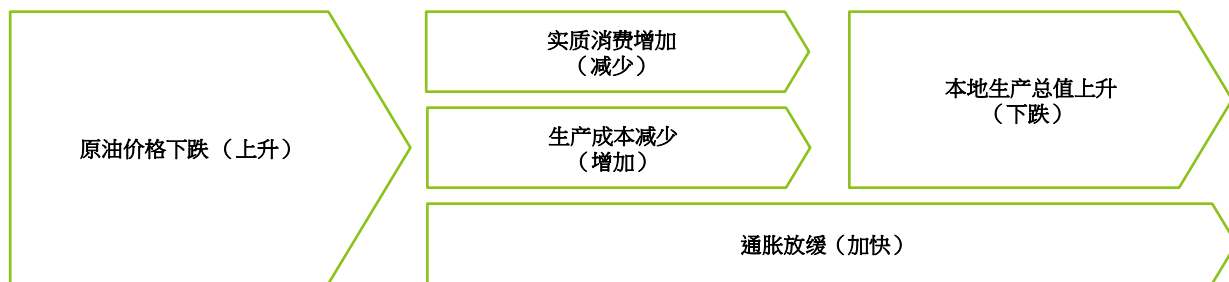 原油价格下跌（上升）
实质消费增加
（减少）
生产成本减少
（增加）
本地生产总值上升
（下跌）
通胀放缓（加快）